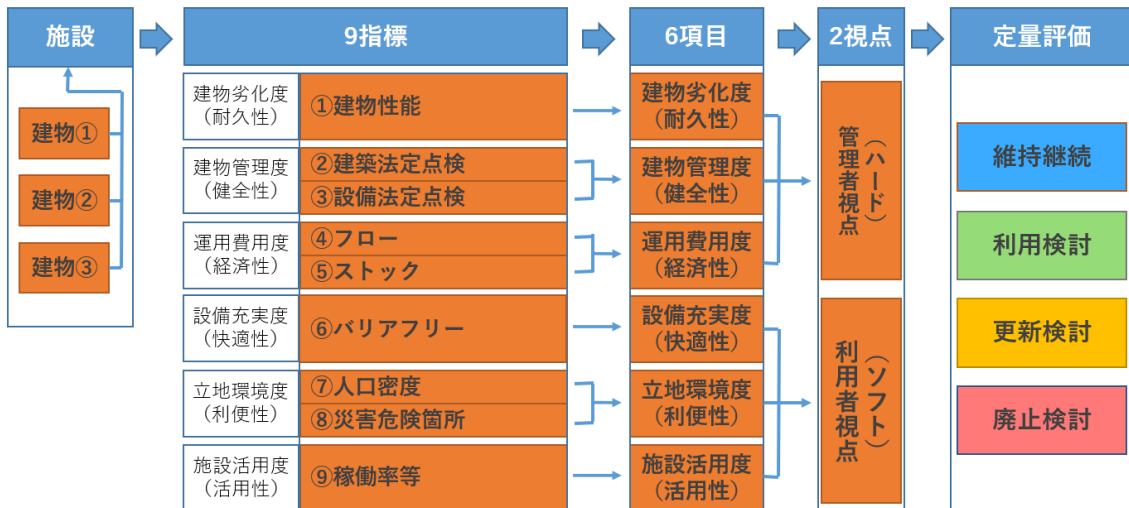 施設
9指標
6項目
2視点
定量評価
建物①
建物②
建物③
建物劣化度
（耐久性）
①建物性能
建物管理度
（健全性）
②建築法定点検
③設備法定点検
運用費用度
（経済性）
④フロー
⑤ストック
設備充実度
（快適性）
⑥バリアフリー
立地環境度
（利便性）
⑦人口密度
⑧災害危険箇所
施設活用度
（活用性）
⑨稼働率等
建物劣化度
（耐久性）
建物管理度
（健全性）
運用費用度
（経済性）
設備充実度
（快適性）
立地環境度
（利便性）
施設活用度
（活用性）
管理者視点
（ハード）
利用者視点
（ソフト）
維持継続
利用検討
更新検討
廃止検討